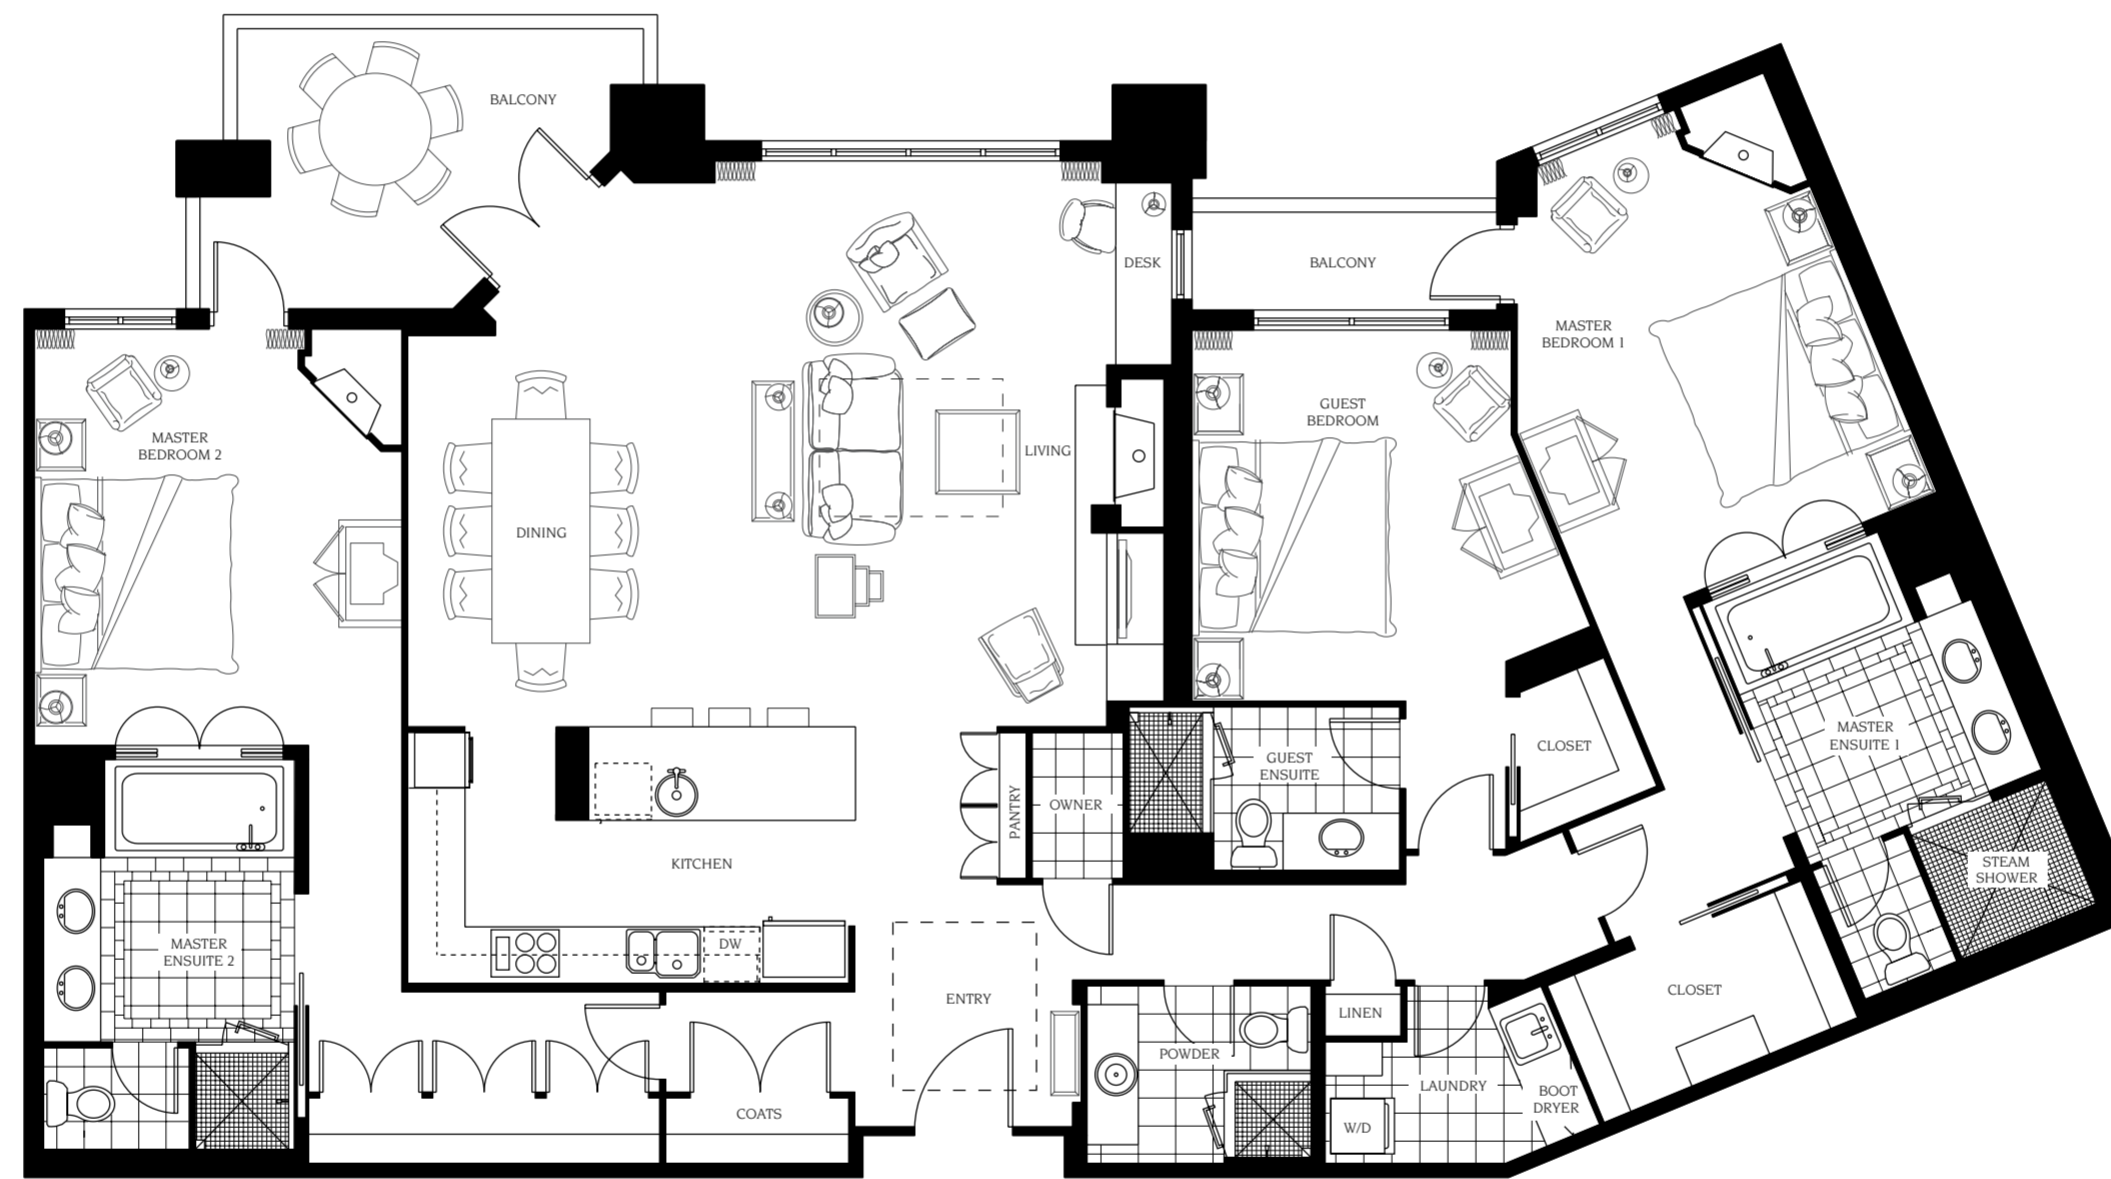 BALCONY
DESK
BALCONY
MASTER
BEDROOM 1
GUEST
BEDROOM
MASTER
BEDROOM 2
LIVING
DINING
MASTER
ENSUITE 1
CLOSET
GUEST
ENSUITE
PANTRY
OWNER
KITCHEN
STEAM
SHOWER
MASTER
ENSUITE 2
DW
ENTRY
CLOSET
LINEN
POWDER
LAUNDRY
BOOT
DRYER
COATS
W/D